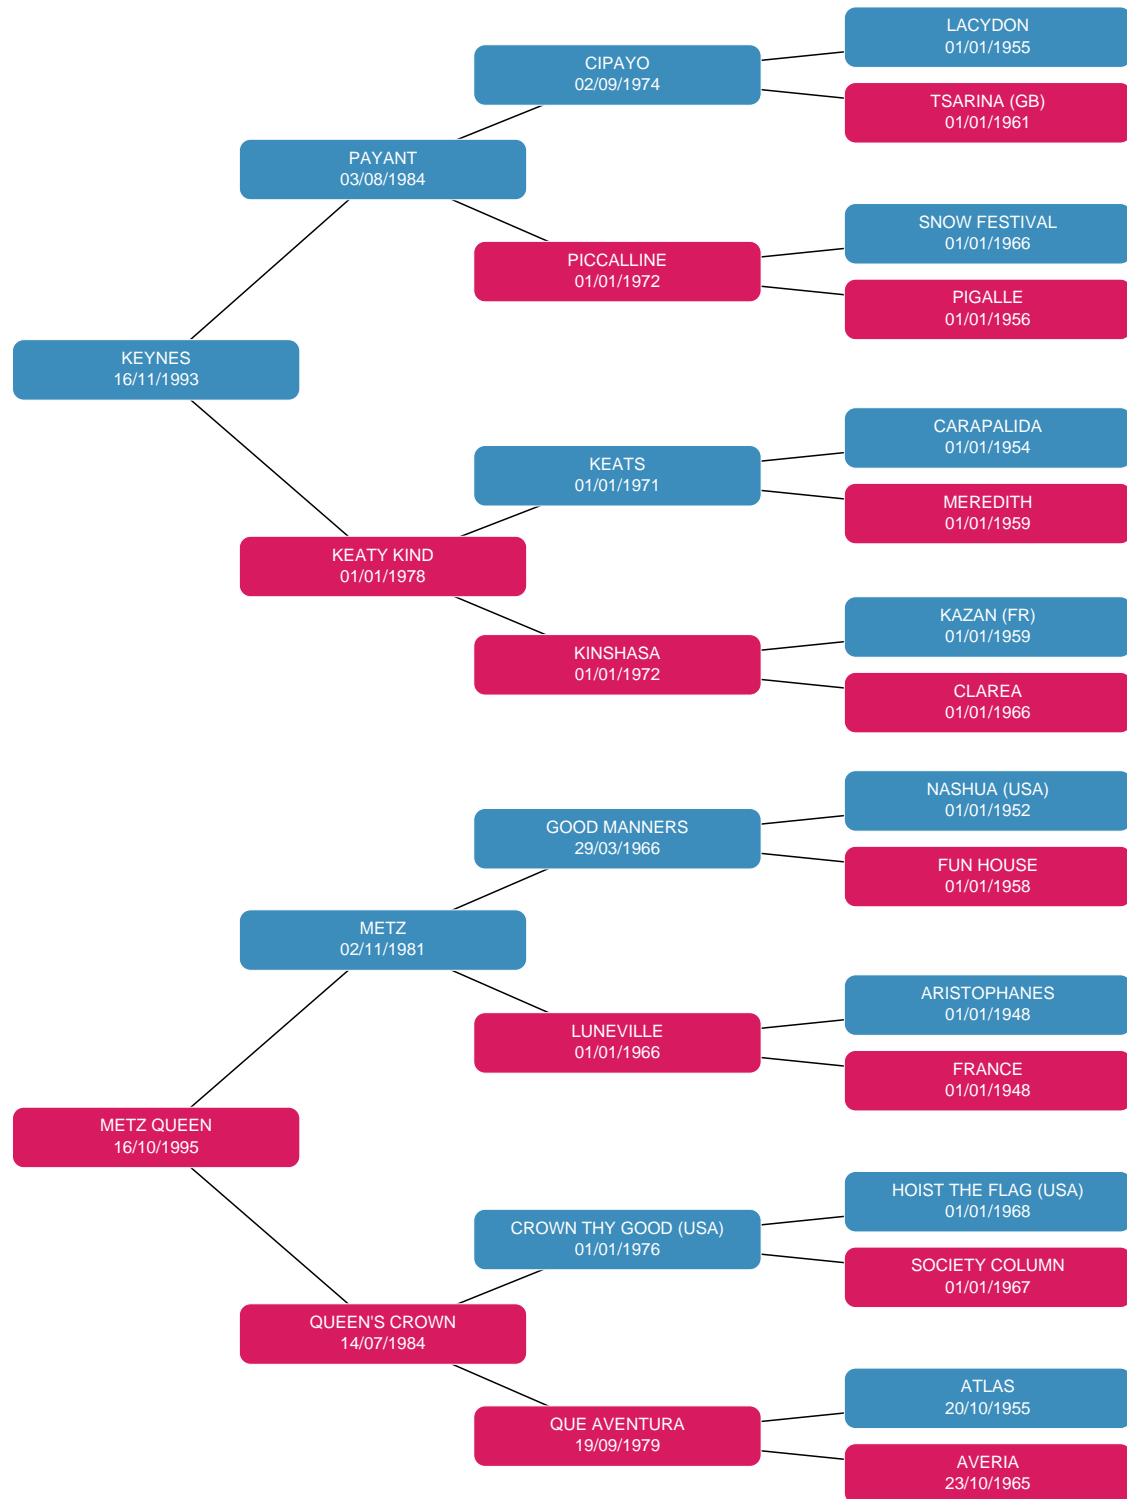 LACYDON
01/01/1955
CIPAYO
02/09/1974
TSARINA (GB)
01/01/1961
PAYANT
03/08/1984
SNOW FESTIVAL
01/01/1966
PICCALLINE
01/01/1972
PIGALLE
01/01/1956
KEYNES
16/11/1993
CARAPALIDA
01/01/1954
KEATS
01/01/1971
MEREDITH
01/01/1959
KEATY KIND
01/01/1978
KAZAN (FR)
01/01/1959
KINSHASA
01/01/1972
CLAREA
01/01/1966
NASHUA (USA)
01/01/1952
GOOD MANNERS
29/03/1966
FUN HOUSE
01/01/1958
METZ
02/11/1981
ARISTOPHANES
01/01/1948
LUNEVILLE
01/01/1966
FRANCE
01/01/1948
METZ QUEEN
16/10/1995
HOIST THE FLAG (USA)
01/01/1968
CROWN THY GOOD (USA)
01/01/1976
SOCIETY COLUMN
01/01/1967
QUEEN'S CROWN
14/07/1984
ATLAS
20/10/1955
QUE AVENTURA
19/09/1979
AVERIA
23/10/1965